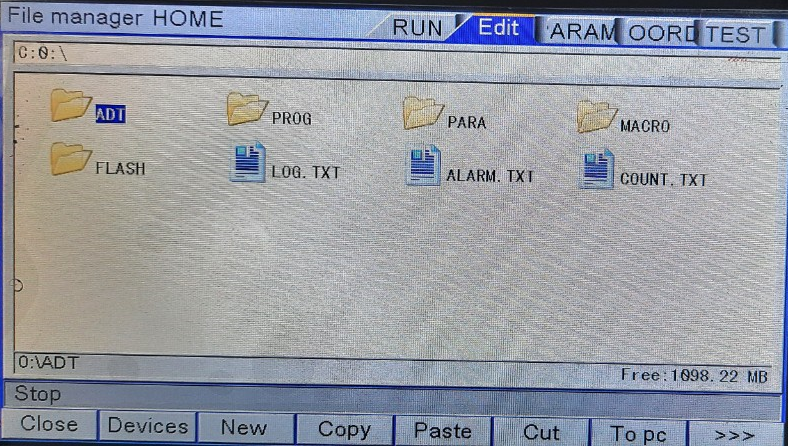 File manager HOME
RUN Edit ARAM OORD TEST
C:0:\
ADT PROG PARA MACRO
FLASH LOG.TXT ALARM.TXT COUNT.TXT
0:\ADT Free:1098.22 MB
Stop
Close Devices New Copy Paste Cut To pc >>>